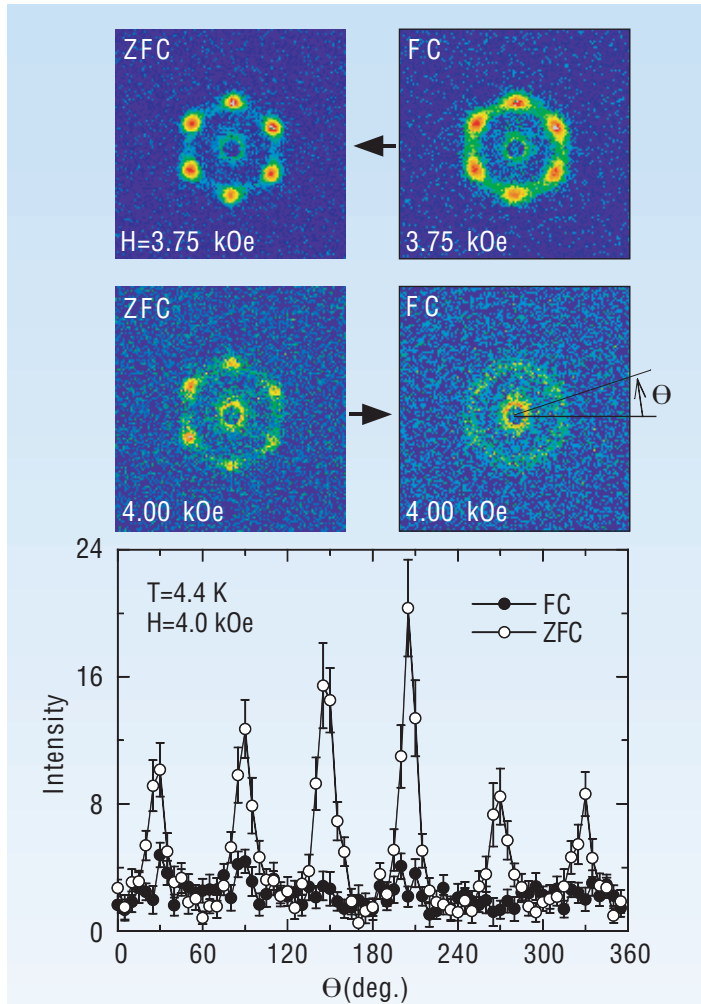 ZFC
FC
H=3.75 kOe
3.75 kOe
ZFC
FC
Θ
4.00 kOe
4.00 kOe
24
T=4.4 K
H=4.0 kOe
FC
ZFC
16
Intensity
8
0
0 60 120 180 240 300 360
Θ(deg.)